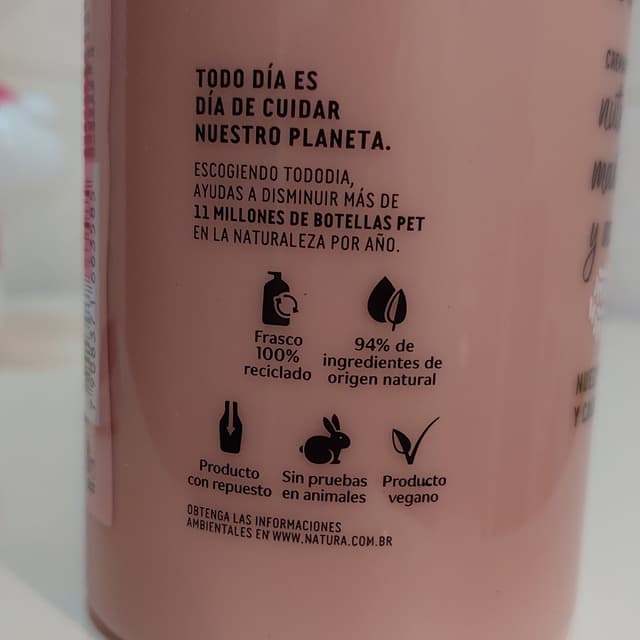 TODO DÍA ES
DÍA DE CUIDAR
NUESTRO PLANETA.
ESCOGIENDO TODODIA,
AYUDAS A DISMINUIR MÁS DE
11 MILLONES DE BOTELLAS PET
EN LA NATURALEZA POR AÑO.
Frasco
100%
reciclado
94% de
ingredientes de
origen natural
Producto
con repuesto
Sin pruebas
en animales
Producto
vegano
OBTENGA LAS INFORMACIONES
AMBIENTALES EN WWW.NATURA.COM.BR